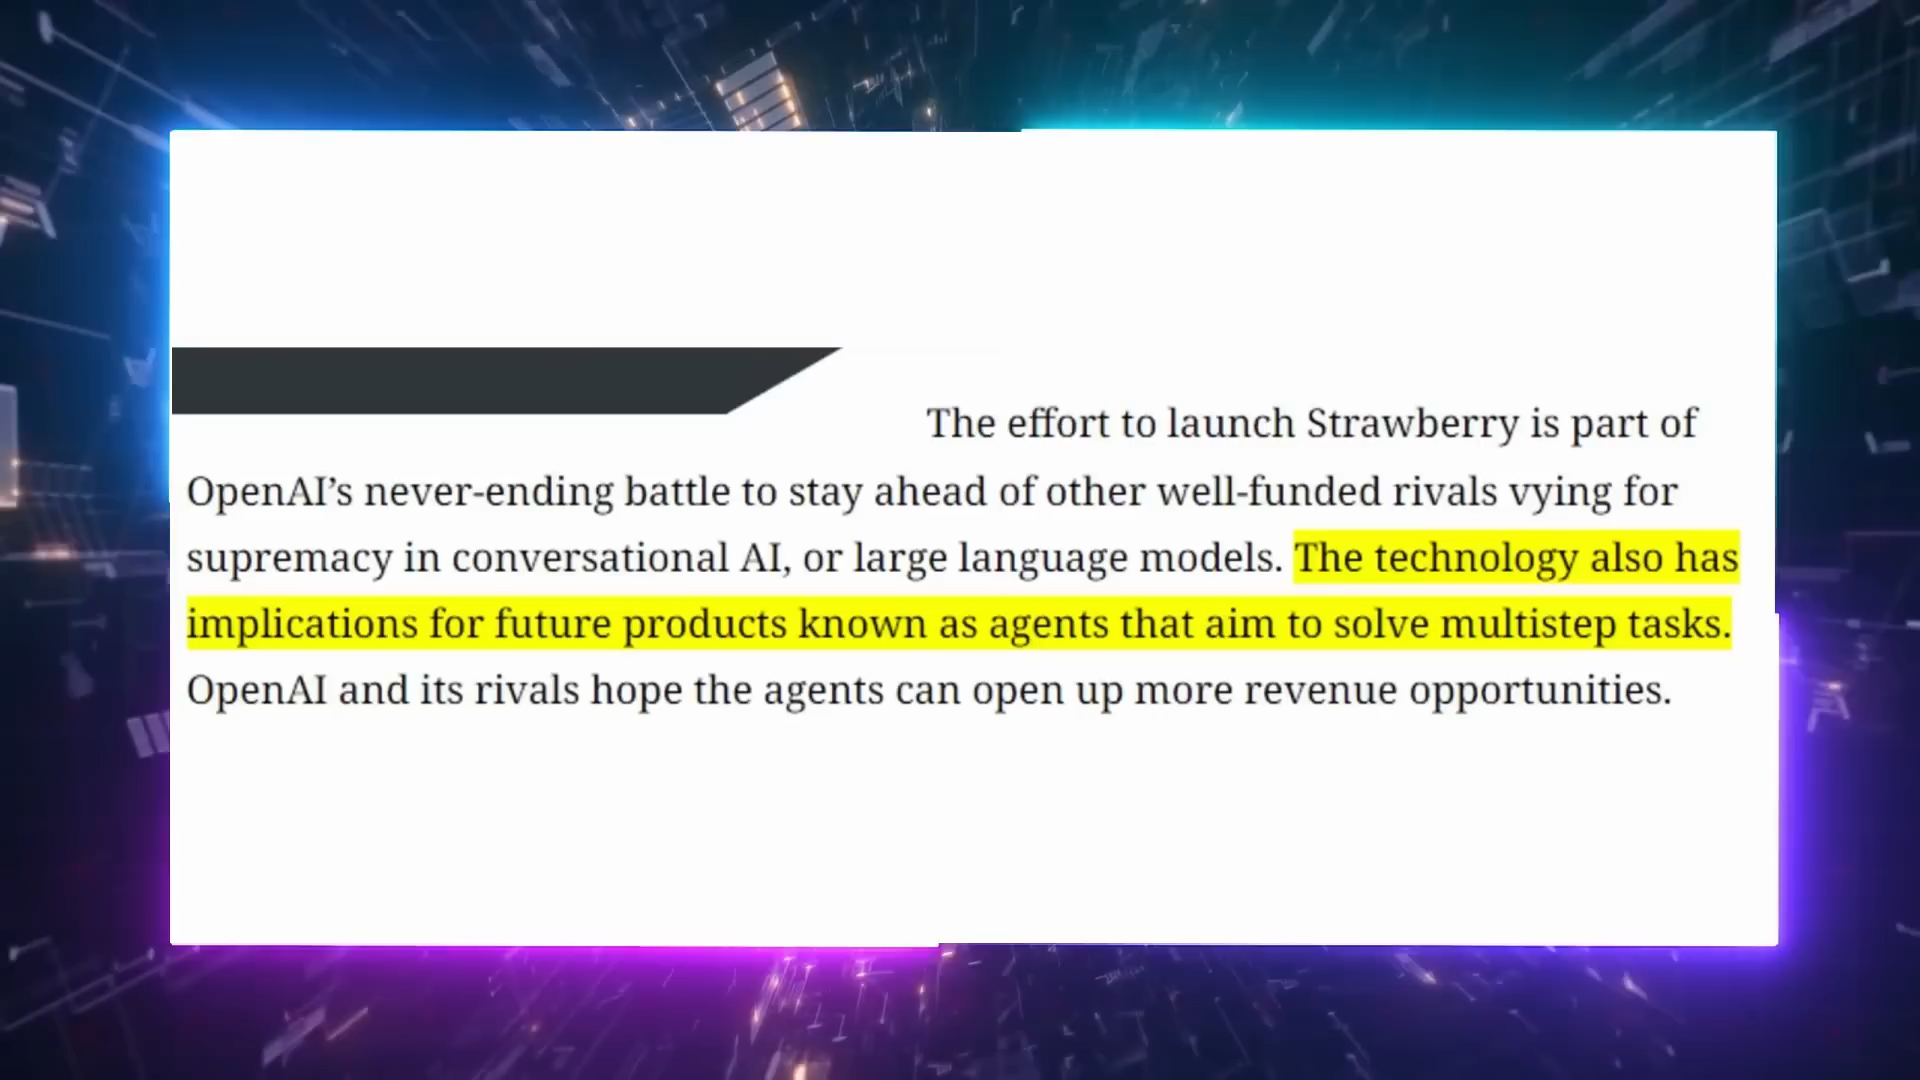 The effort to launch Strawberry is part of
OpenAI’s never-ending battle to stay ahead of other well-funded rivals vying for
supremacy in conversational AI, or large language models. The technology also has
implications for future products known as agents that aim to solve multistep tasks.
OpenAI and its rivals hope the agents can open up more revenue opportunities.